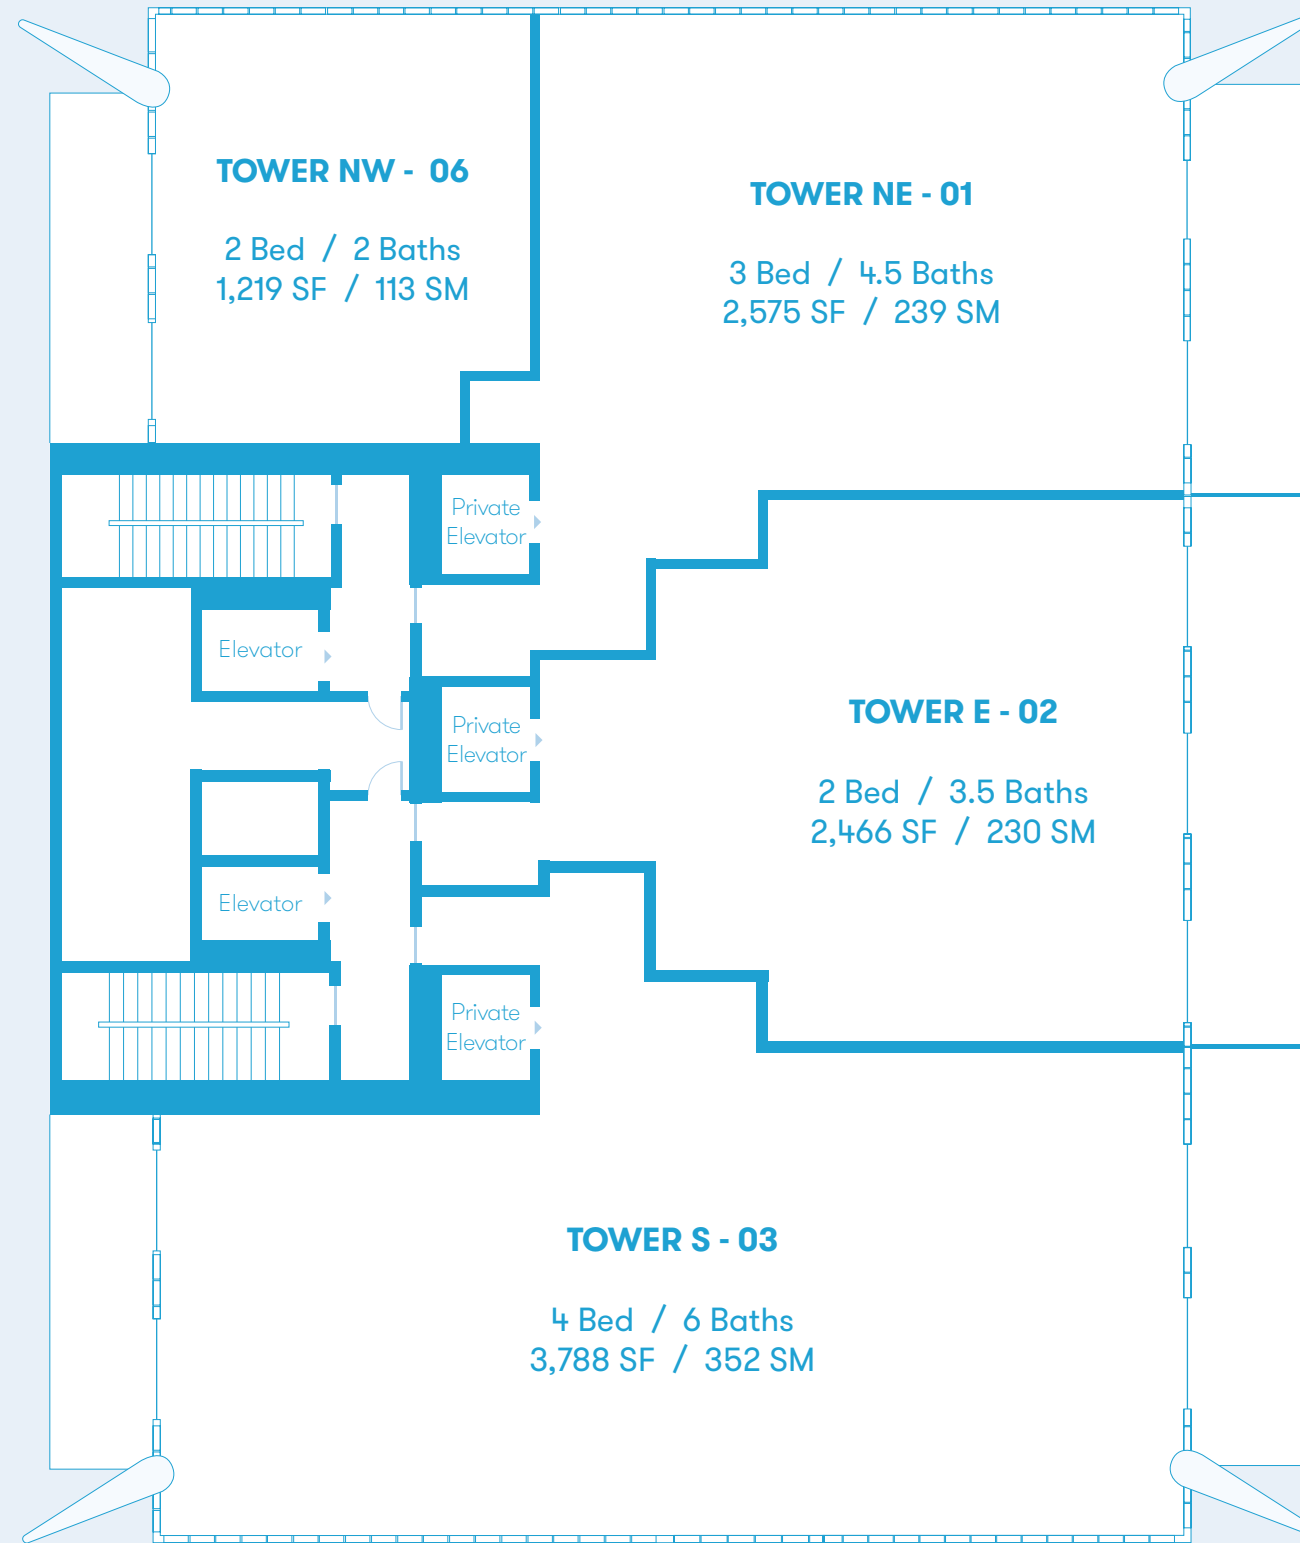 TOWER NW - 06
2 Bed / 2 Baths
1,219 SF / 113 SM
TOWER NE - 01
3 Bed / 4.5 Baths
2,575 SF / 239 SM
Private
Elevator
Elevator
Private
Elevator
TOWER E - 02
2 Bed / 3.5 Baths
2,466 SF / 230 SM
Elevator
Private
Elevator
TOWER S - 03
4 Bed / 6 Baths
3,788 SF / 352 SM